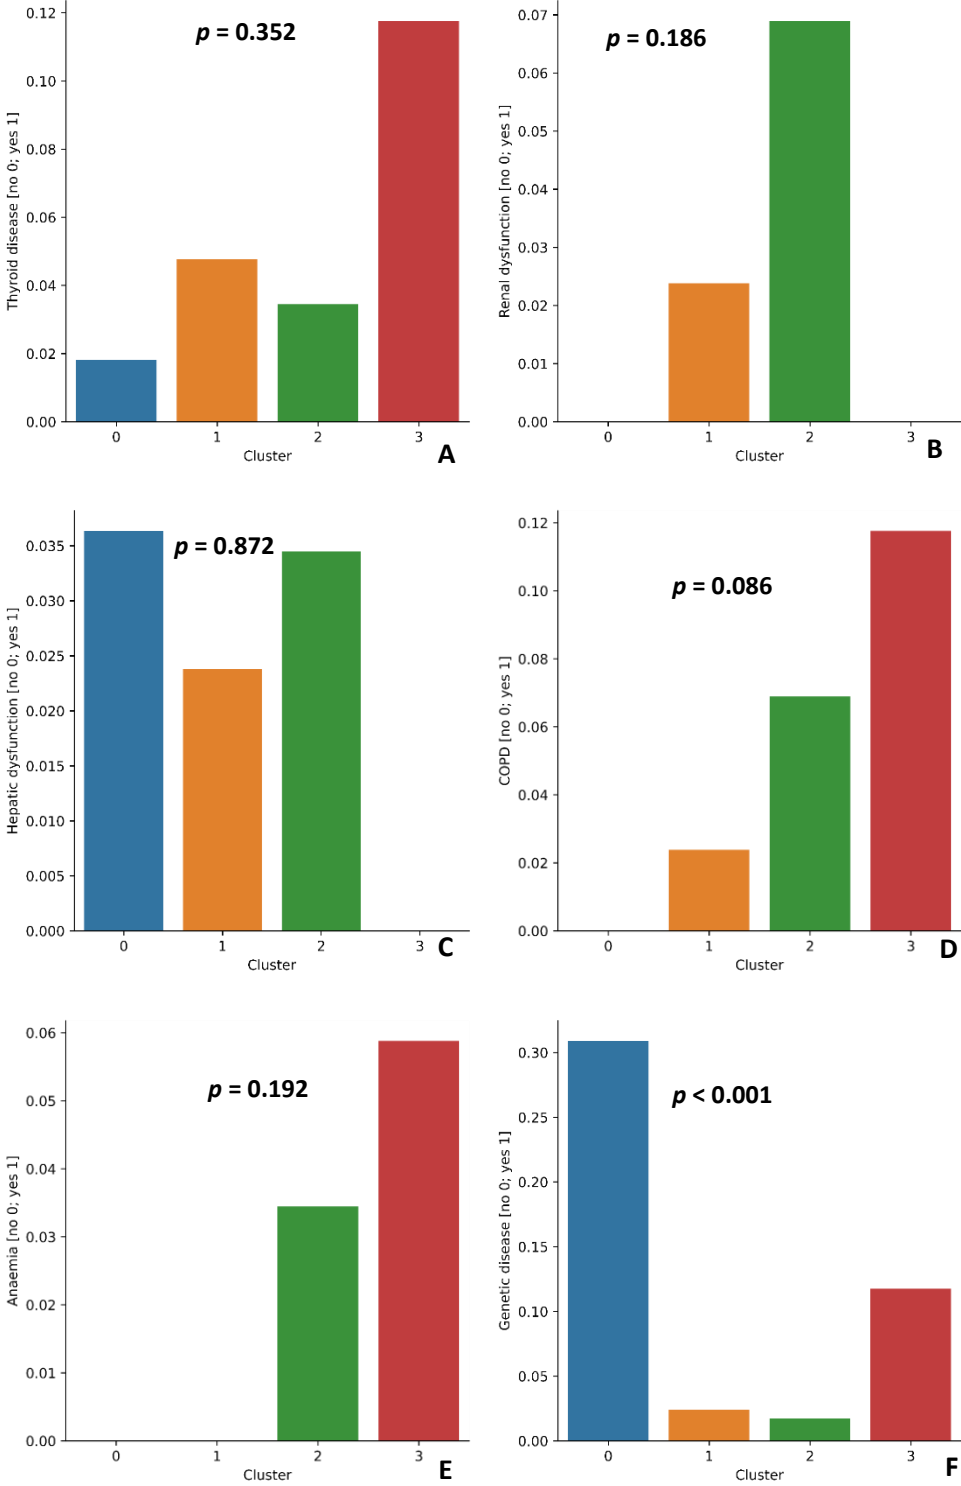 p = 0.352
Thyroid disease [no 0; yes 1]
0.12
0.10
0.08
0.06
0.04
0.02
0.00
0 1 2 3
Cluster
A
p = 0.186
Renal dysfunction [no 0; yes 1]
0.07
0.06
0.05
0.04
0.03
0.02
0.01
0.00
0 1 2 3
Cluster
B
p = 0.872
Hepatic dysfunction [no 0; yes 1]
0.035
0.030
0.025
0.020
0.015
0.010
0.005
0.000
0 1 2 3
Cluster
C
p = 0.086
COPD [no 0; yes 1]
0.12
0.10
0.08
0.06
0.04
0.02
0.00
0 1 2 3
Cluster
D
p = 0.192
Anaemia [no 0; yes 1]
0.06
0.05
0.04
0.03
0.02
0.01
0.00
0 1 2 3
Cluster
E
p < 0.001
Genetic disease [no 0; yes 1]
0.30
0.25
0.20
0.15
0.10
0.05
0.00
0 1 2 3
Cluster
F